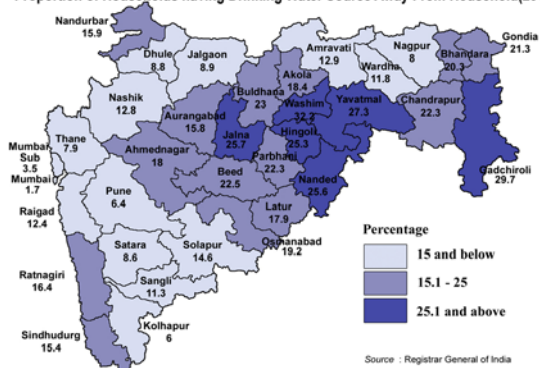 Proportion of Households having Drinking Water Source Away From Household(20
Nandurbar
15.9
Dhule
8.8
Jalgaon
8.9
Amravati
12.9
Nagpur
8
Wardha
11.8
Bhandara
20.3
Gondia
21.3
Nashik
12.8
Buldhana
23
Akola
18.4
Washim
32.2
Yavatmal
27.3
Chandrapur
22.3
Gadchiroli
29.7
Aurangabad
15.8
Jalna
25.7
Hingoli
25.3
Parbhani
22.3
Nanded
25.6
Thane
7.9
Mumbai
Sub
3.5
Mumbai
1.7
Raigad
12.4
Ahmednagar
18
Pune
6.4
Beed
22.5
Latur
17.9
Osmanabad
19.2
Satara
8.6
Solapur
14.6
Sangli
11.3
Ratnagiri
16.4
Sindhudurg
15.4
Kolhapur
6
Percentage
15 and below
15.1 - 25
25.1 and above
Source : Registrar General of India